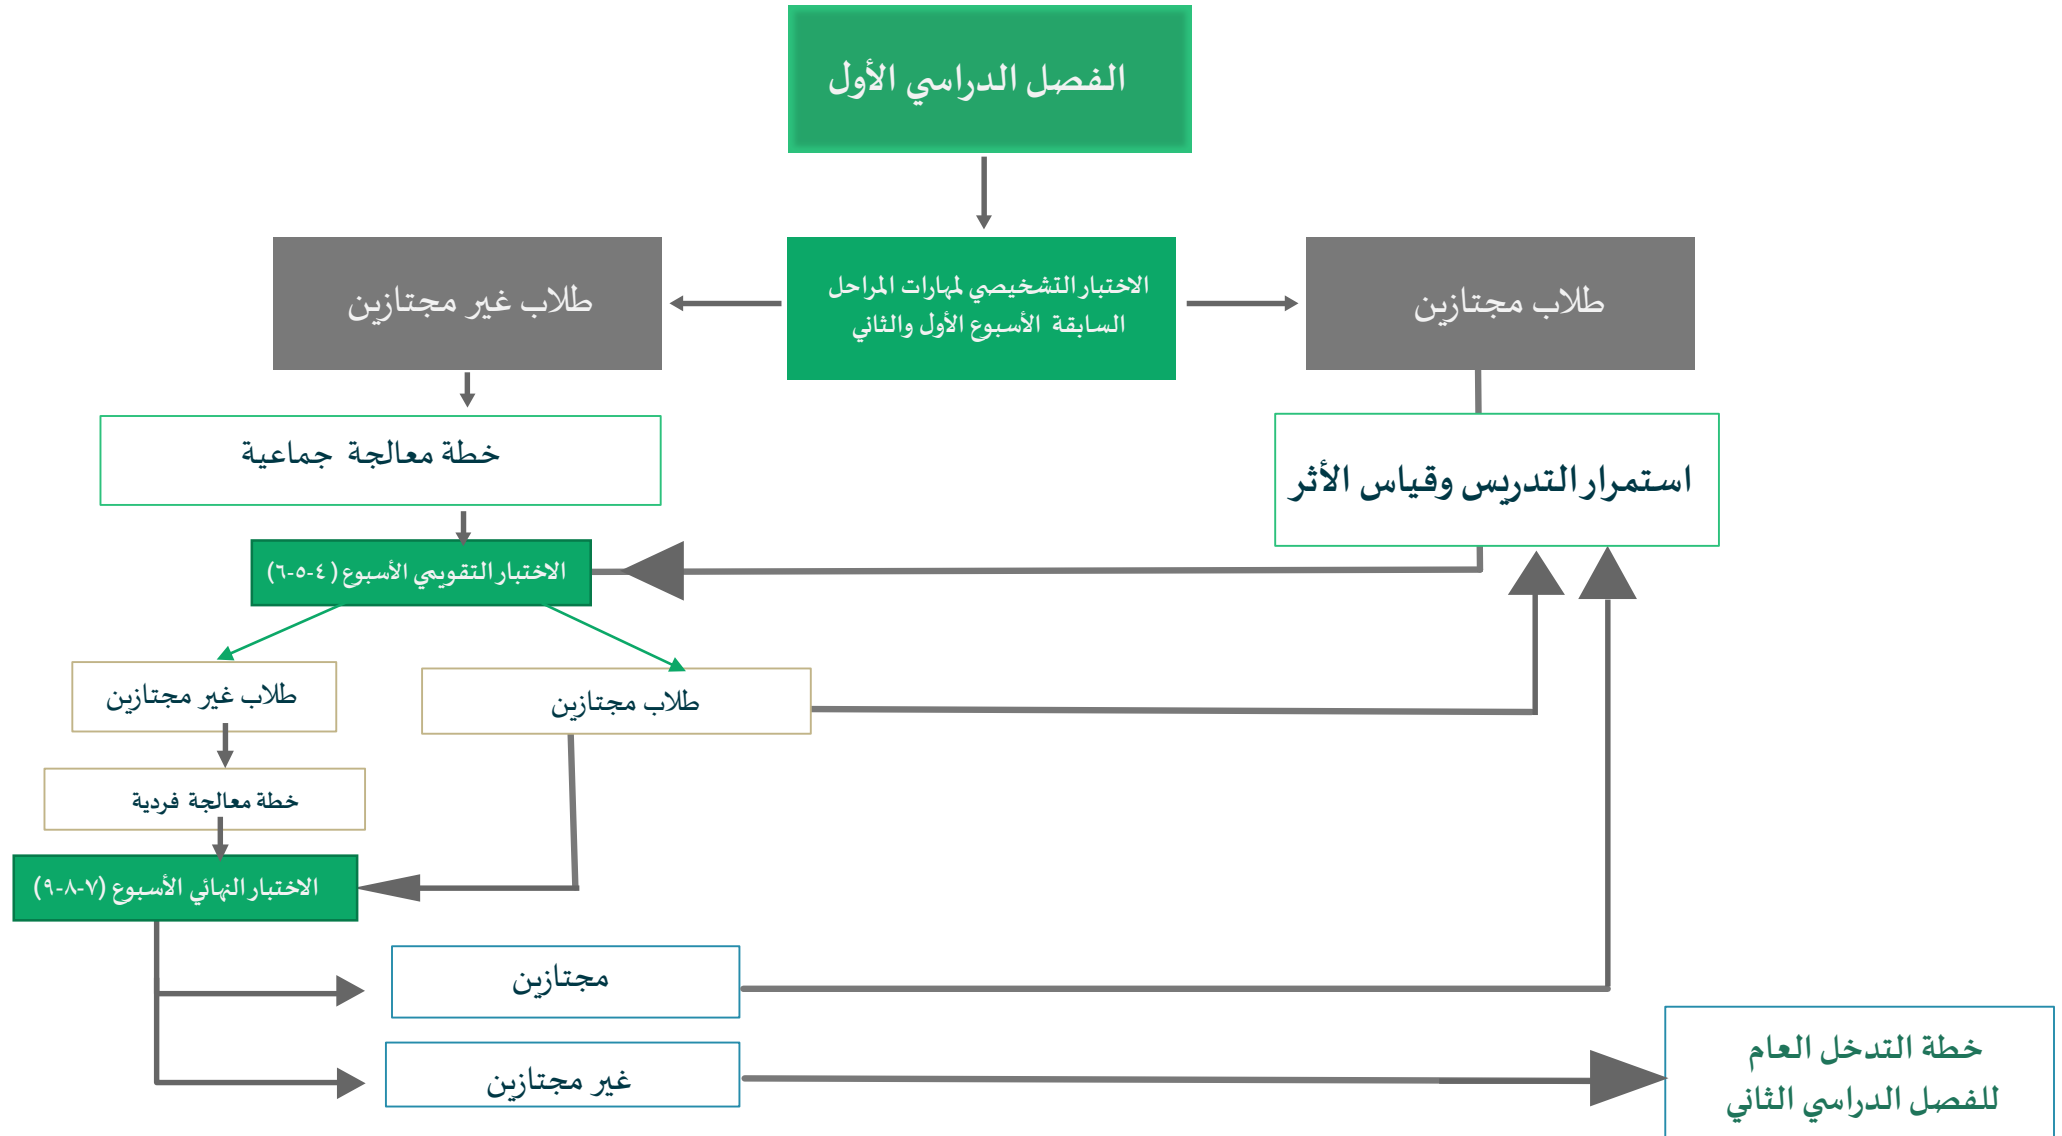 الفصل الدراسي الأول
طلاب مجتازين
الاختبار التشخيصي لمهارات المراحل
السابقة الأسبوع الأول والثاني
طلاب غير مجتازين
استمرار التدريس وقياس الأثر
خطة معالجة جماعية
الاختبار التقويمي الأسبوع (٤-٥-٦)
طلاب مجتازين
طلاب غير مجتازين
خطة معالجة فردية
الاختبار النهائي الأسبوع (٧-٨-٩)
مجتازين
غير مجتازين
خطة التدخل العام
للفصل الدراسي الثاني